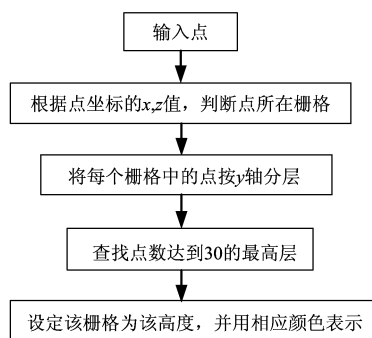 输入点
根据点坐标的x,z值，判断点所在栅格
将每个栅格中的点按y轴分层
查找点数达到30的最高层
设定该栅格为该高度，并用相应颜色表示